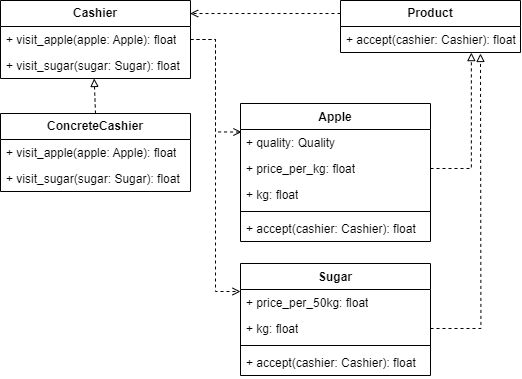 Cashier
+ visit_apple(apple: Apple): float
+ visit_sugar(sugar: Sugar): float
Product
+ accept(cashier: Cashier): float
ConcreteCashier
+ visit_apple(apple: Apple): float
+ visit_sugar(sugar: Sugar): float
Apple
+ quality: Quality
+ price_per_kg: float
+ kg: float
+ accept(cashier: Cashier): float
Sugar
+ price_per_50kg: float
+ kg: float
+ accept(cashier: Cashier): float